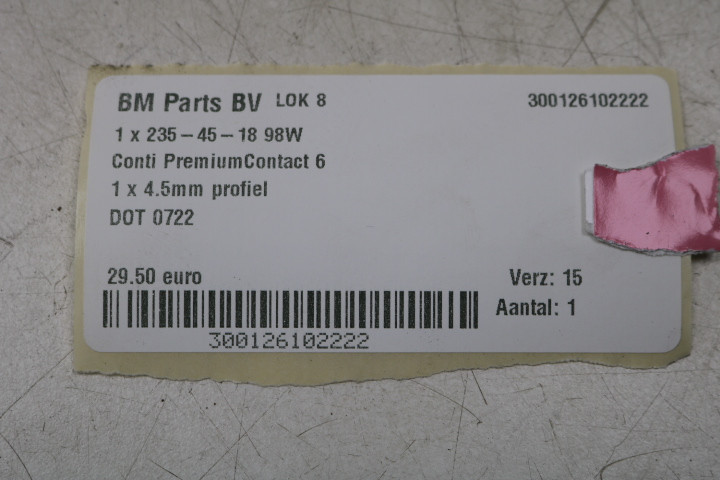 BM Parts BV LOK 8 300126102222
1 x 235-45-18 98W
Conti PremiumContact 6
1 x 4.5mm profiel
DOT 0722
29.50 euro Verz: 15
Aantal: 1
300126102222